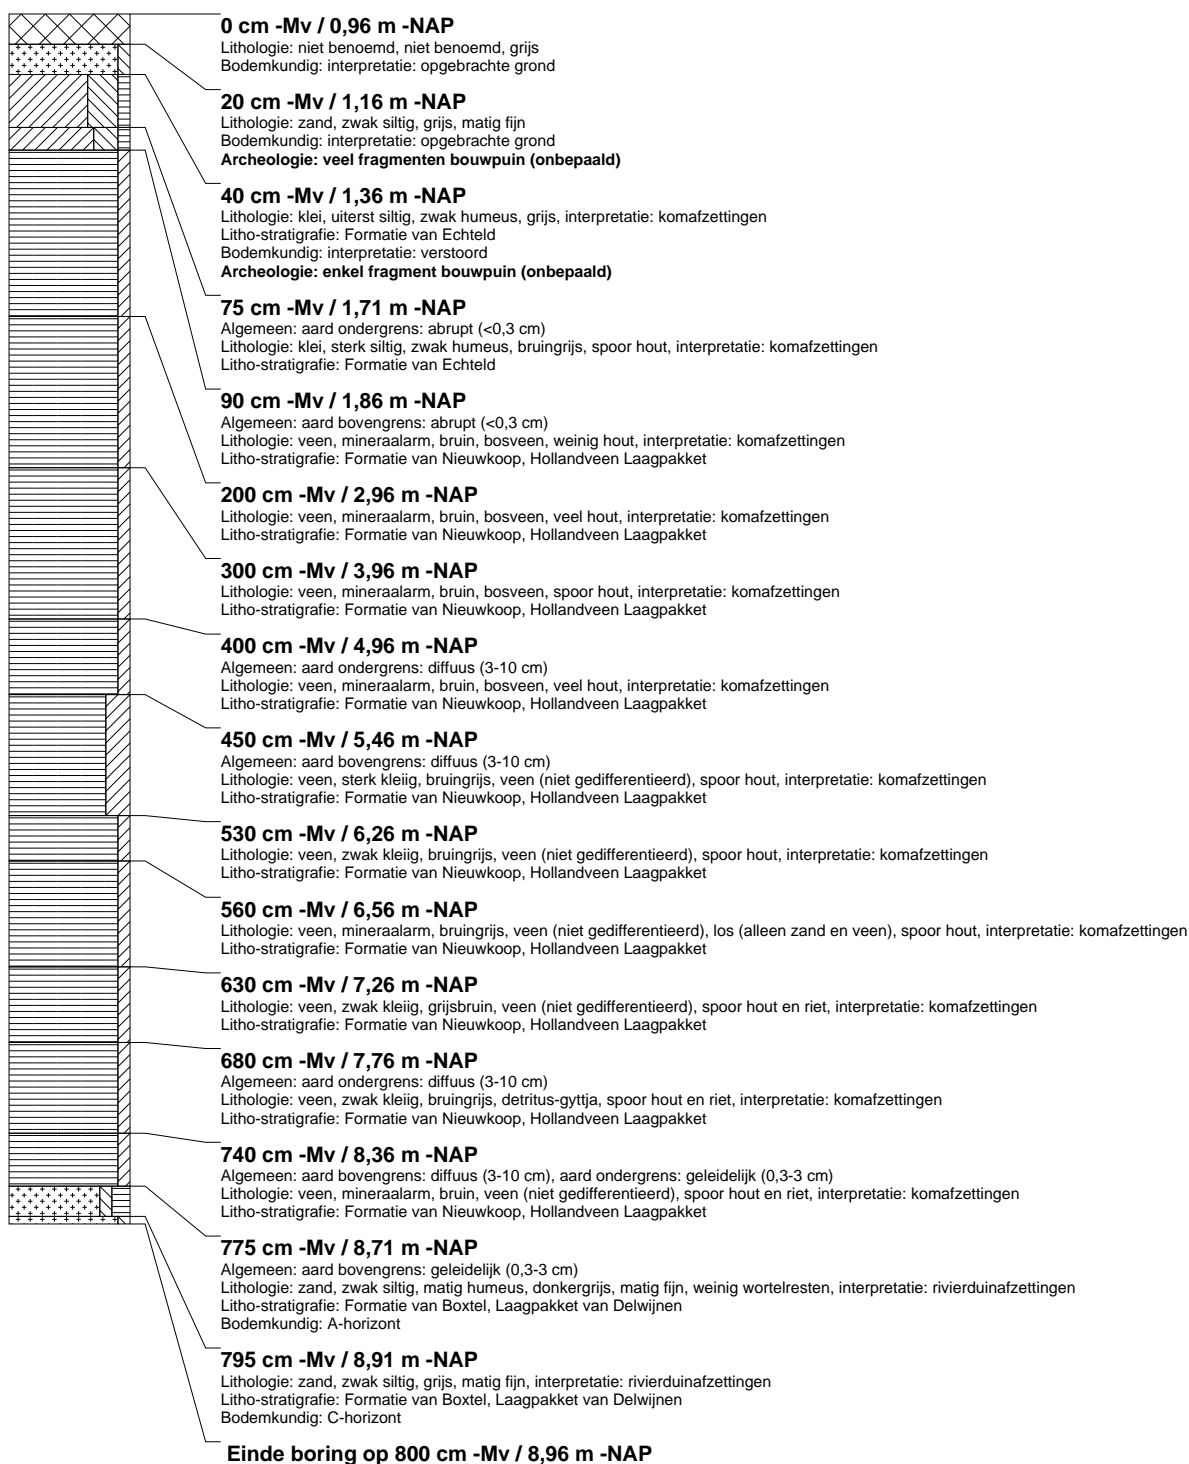 0 cm -Mv / 0,96 m -NAP
Lithologie: niet benoemd, niet benoemd, grijs
Bodemkundig: interpretatie: opgebrachte grond
20 cm -Mv / 1,16 m -NAP
Lithologie: zand, zwak siltig, grijs, matig fijn
Bodemkundig: interpretatie: opgebrachte grond
Archeologie: veel fragmenten bouwpuin (onbepaald)
40 cm -Mv / 1,36 m -NAP
Lithologie: klei, uiterst siltig, zwak humeus, grijs, interpretatie: komafzettingen
Litho-stratigrafie: Formatie van Echteld
Bodemkundig: interpretatie: verstoord
Archeologie: enkel fragment bouwpuin (onbepaald)
75 cm -Mv / 1,71 m -NAP
Algemeen: aard ondergrens: abrupt (<0,3 cm)
Lithologie: klei, sterk siltig, zwak humeus, bruingrijs, spoor hout, interpretatie: komafzettingen
Litho-stratigrafie: Formatie van Echteld
90 cm -Mv / 1,86 m -NAP
Algemeen: aard bovengrens: abrupt (<0,3 cm)
Lithologie: veen, mineraalarm, bruin, bosveen, weinig hout, interpretatie: komafzettingen
Litho-stratigrafie: Formatie van Nieuwkoop, Hollandveen Laagpakket
200 cm -Mv / 2,96 m -NAP
Lithologie: veen, mineraalarm, bruin, bosveen, veel hout, interpretatie: komafzettingen
Litho-stratigrafie: Formatie van Nieuwkoop, Hollandveen Laagpakket
300 cm -Mv / 3,96 m -NAP
Lithologie: veen, mineraalarm, bruin, bosveen, spoor hout, interpretatie: komafzettingen
Litho-stratigrafie: Formatie van Nieuwkoop, Hollandveen Laagpakket
400 cm -Mv / 4,96 m -NAP
Algemeen: aard ondergrens: diffuus (3-10 cm)
Lithologie: veen, mineraalarm, bruin, bosveen, veel hout, interpretatie: komafzettingen
Litho-stratigrafie: Formatie van Nieuwkoop, Hollandveen Laagpakket
450 cm -Mv / 5,46 m -NAP
Algemeen: aard bovengrens: diffuus (3-10 cm)
Lithologie: veen, sterk kleiig, bruingrijs, veen (niet gedifferentieerd), spoor hout, interpretatie: komafzettingen
Litho-stratigrafie: Formatie van Nieuwkoop, Hollandveen Laagpakket
530 cm -Mv / 6,26 m -NAP
Lithologie: veen, zwak kleiig, bruingrijs, veen (niet gedifferentieerd), spoor hout, interpretatie: komafzettingen
Litho-stratigrafie: Formatie van Nieuwkoop, Hollandveen Laagpakket
560 cm -Mv / 6,56 m -NAP
Lithologie: veen, mineraalarm, bruingrijs, veen (niet gedifferentieerd), los (alleen zand en veen), spoor hout, interpretatie: komafzettingen
Litho-stratigrafie: Formatie van Nieuwkoop, Hollandveen Laagpakket
630 cm -Mv / 7,26 m -NAP
Lithologie: veen, zwak kleiig, grijsbruin, veen (niet gedifferentieerd), spoor hout en riet, interpretatie: komafzettingen
Litho-stratigrafie: Formatie van Nieuwkoop, Hollandveen Laagpakket
680 cm -Mv / 7,76 m -NAP
Algemeen: aard ondergrens: diffuus (3-10 cm)
Lithologie: veen, zwak kleiig, bruingrijs, detritus-gyttja, spoor hout en riet, interpretatie: komafzettingen
Litho-stratigrafie: Formatie van Nieuwkoop, Hollandveen Laagpakket
740 cm -Mv / 8,36 m -NAP
Algemeen: aard bovengrens: diffuus (3-10 cm), aard ondergrens: geleidelijk (0,3-3 cm)
Lithologie: veen, mineraalarm, bruin, veen (niet gedifferentieerd), spoor hout en riet, interpretatie: komafzettingen
Litho-stratigrafie: Formatie van Nieuwkoop, Hollandveen Laagpakket
775 cm -Mv / 8,71 m -NAP
Algemeen: aard bovengrens: geleidelijk (0,3-3 cm)
Lithologie: zand, zwak siltig, matig humeus, donkergrijs, matig fijn, weinig wortelresten, interpretatie: rivierduinafzettingen
Litho-stratigrafie: Formatie van Boxtel, Laagpakket van Delwijnen
Bodemkundig: A-horizont
795 cm -Mv / 8,91 m -NAP
Lithologie: zand, zwak siltig, grijs, matig fijn, interpretatie: rivierduinafzettingen
Litho-stratigrafie: Formatie van Boxtel, Laagpakket van Delwijnen
Bodemkundig: C-horizont
Einde boring op 800 cm -Mv / 8,96 m -NAP